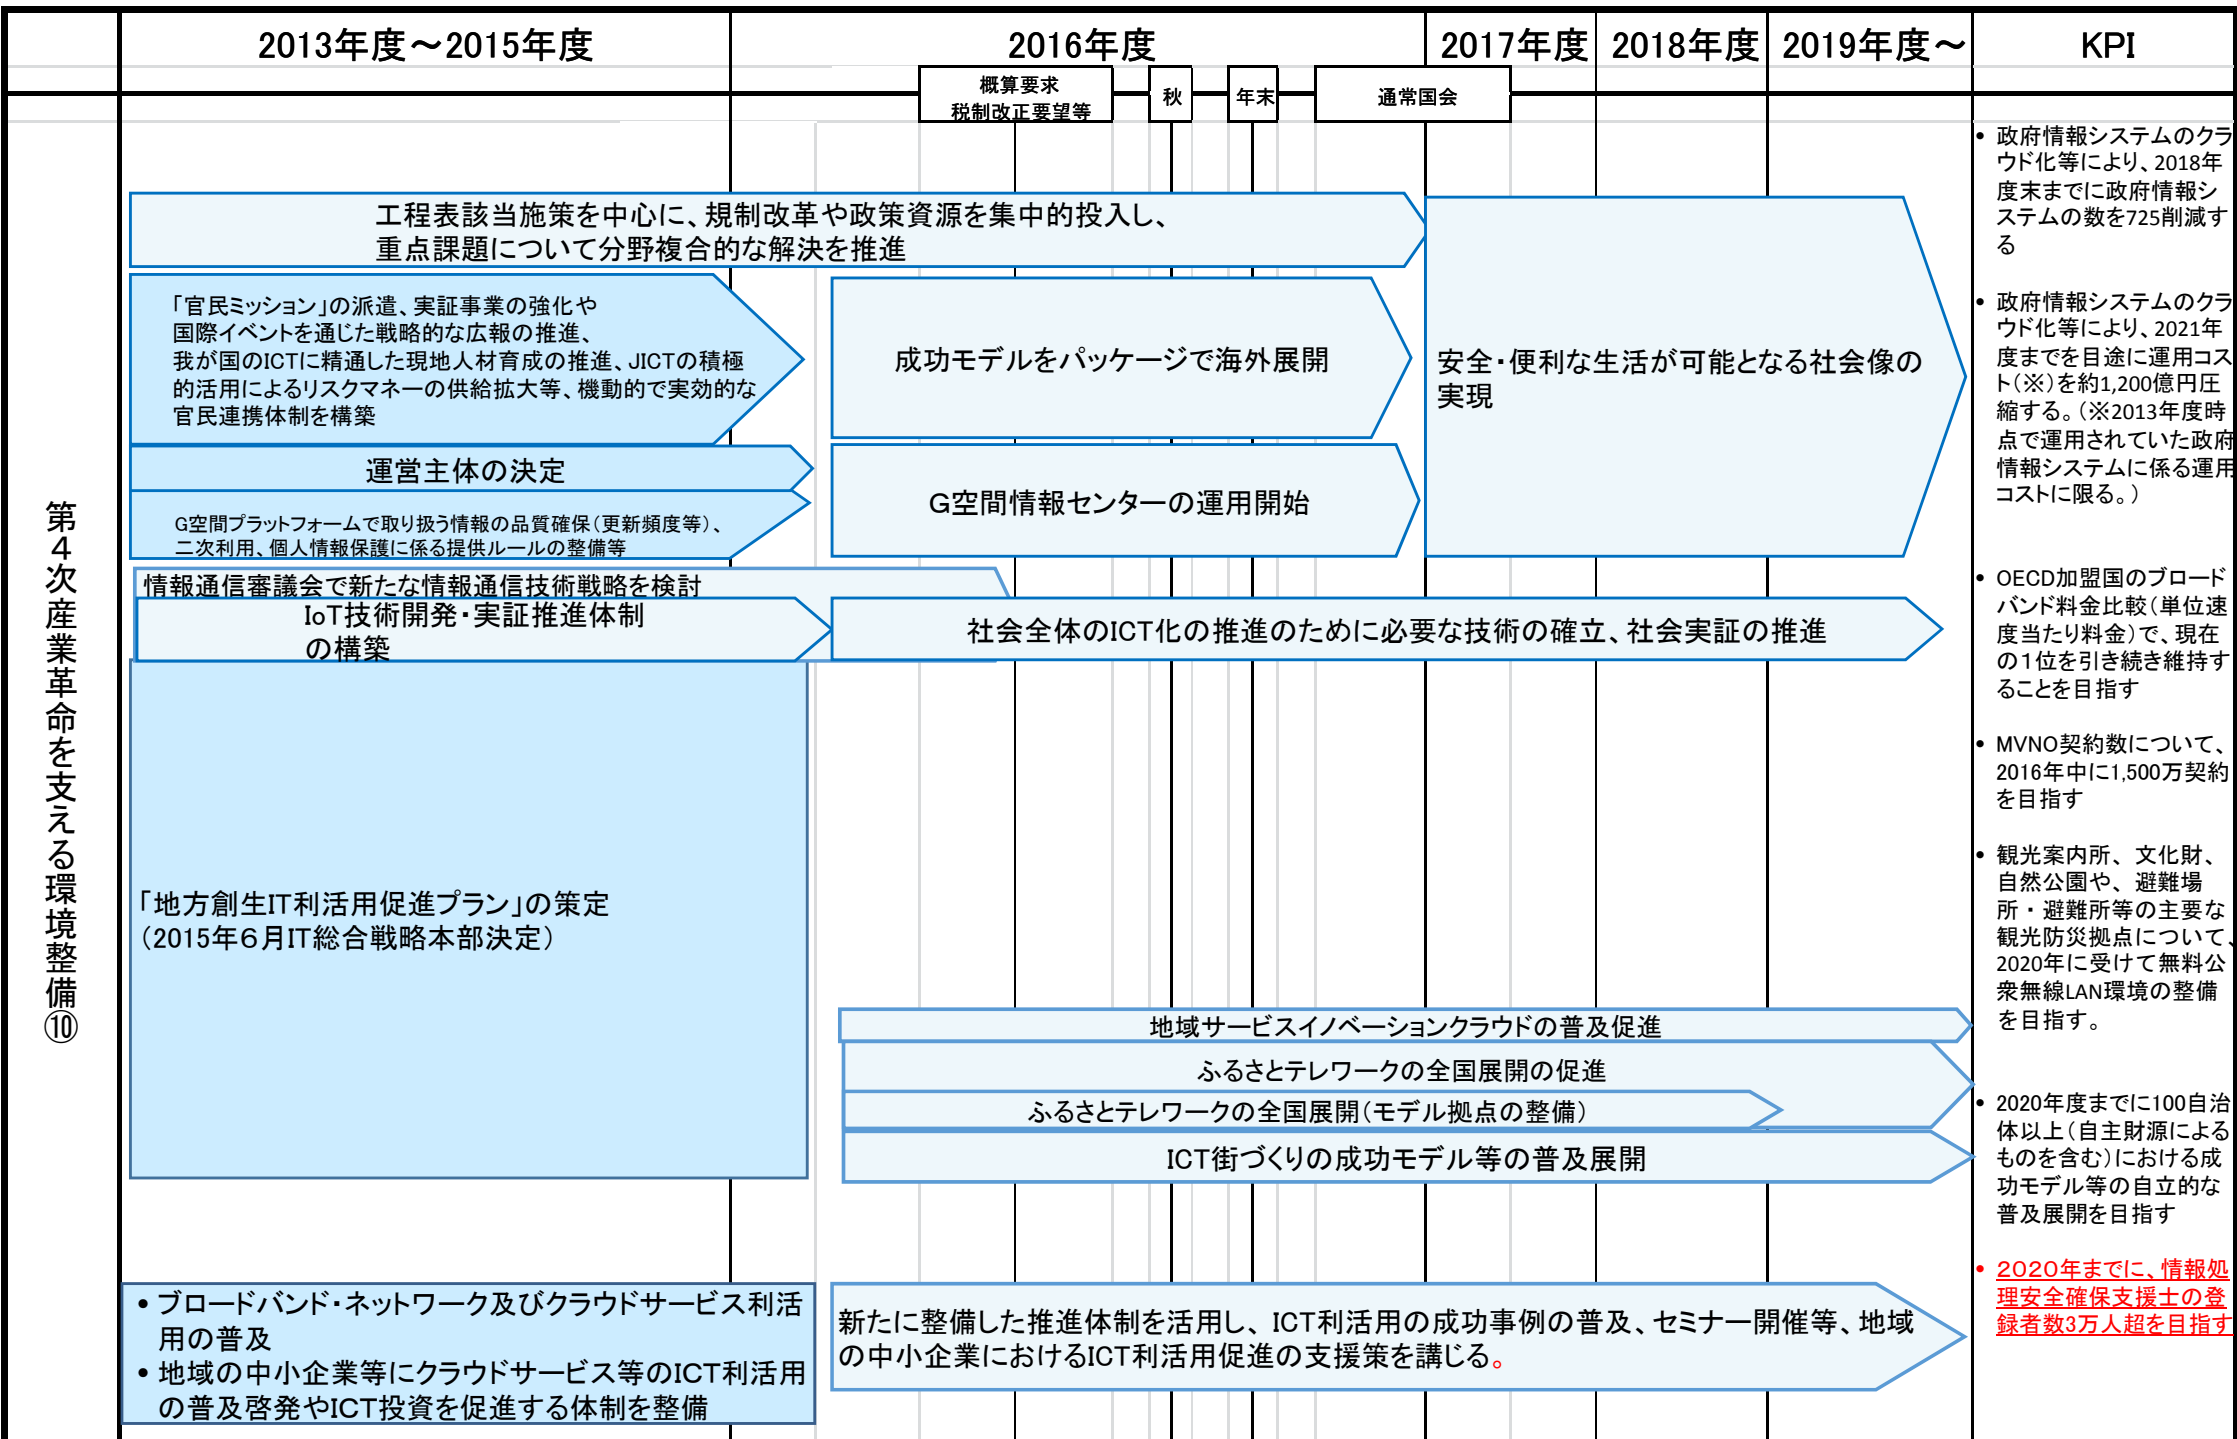 2013年度～2015年度
2016年度
2017年度
2018年度
2019年度～
KPI
概算要求
税制改正要望等
秋
年末
通常国会
第４次産業革命を支える環境整備⑩
工程表該当施策を中心に、規制改革や政策資源を集中的投入し、
重点課題について分野複合的な解決を推進
「官民ミッション」の派遣、実証事業の強化や
国際イベントを通じた戦略的な広報の推進、
我が国のICTに精通した現地人材育成の推進、JICTの積極
的活用によるリスクマネーの供給拡大等、機動的で実効的な
官民連携体制を構築
成功モデルをパッケージで海外展開
安全・便利な生活が可能となる社会像の
実現
運営主体の決定
G空間プラットフォームで取り扱う情報の品質確保（更新頻度等）、
二次利用、個人情報保護に係る提供ルールの整備等
Ｇ空間情報センターの運用開始
情報通信審議会で新たな情報通信技術戦略を検討
IoT技術開発・実証推進体制
の構築
社会全体のICT化の推進のために必要な技術の確立、社会実証の推進
「地方創生IT利活用促進プラン」の策定
（2015年６月IT総合戦略本部決定）
地域サービスイノベーションクラウドの普及促進
ふるさとテレワークの全国展開の促進
ふるさとテレワークの全国展開（モデル拠点の整備）
ICT街づくりの成功モデル等の普及展開
• ブロードバンド・ネットワーク及びクラウドサービス利活
用の普及
• 地域の中小企業等にクラウドサービス等のICT利活用
の普及啓発やICT投資を促進する体制を整備
新たに整備した推進体制を活用し、ICT利活用の成功事例の普及、セミナー開催等、地域
の中小企業におけるICT利活用促進の支援策を講じる。
• 政府情報システムのクラ
ウド化等により、2018年
度末までに政府情報シ
ステムの数を725削減す
る
• 政府情報システムのクラ
ウド化等により、2021年
度までを目途に運用コス
ト（※）を約1,200億円圧
縮する。（※2013年度時
点で運用されていた政府
情報システムに係る運用
コストに限る。）
• OECD加盟国のブロード
バンド料金比較（単位速
度当たり料金）で、現在
の１位を引き続き維持す
ることを目指す
• MVNO契約数について、
2016年中に1,500万契約
を目指す
• 観光案内所、文化財、
自然公園や、避難場
所・避難所等の主要な
観光防災拠点について、
2020年に受けて無料公
衆無線LAN環境の整備
を目指す。
• 2020年度までに100自治
体以上（自主財源による
ものを含む）における成
功モデル等の自立的な
普及展開を目指す
• ２０２０年までに、情報処
理安全確保支援士の登
録者数3万人超を目指す